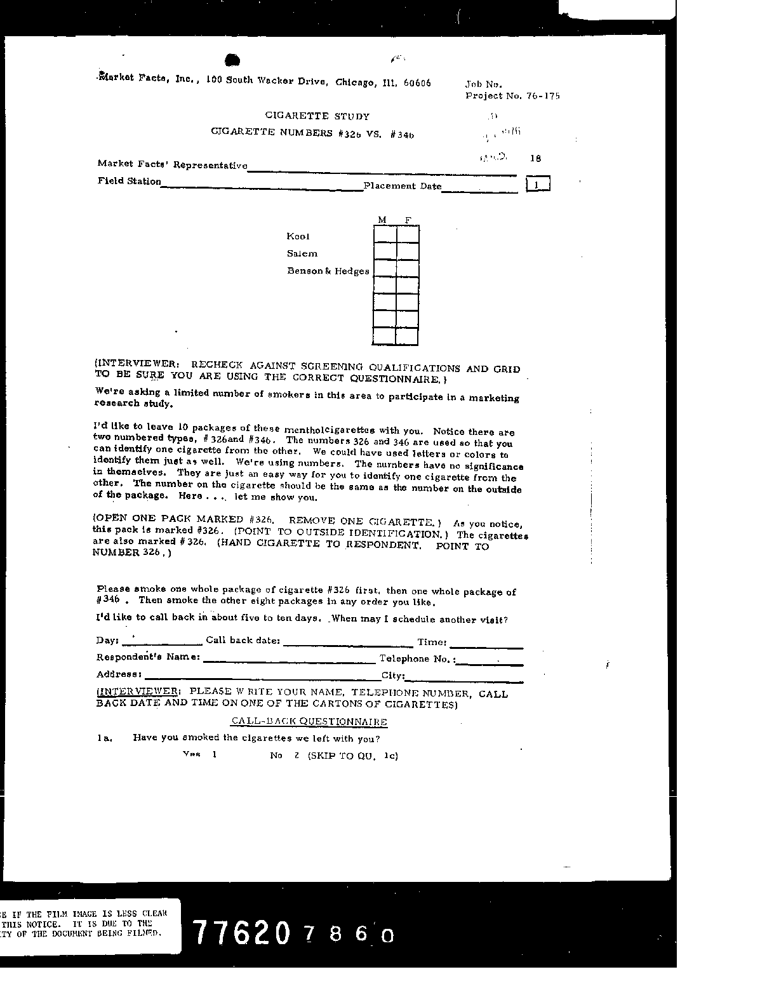 Market Facts, Inc., 100 South Wacker Drive, Chicago, Ill. 60606
Job No.
Project No. 76-175
CIGARETTE STUDY
CIGARETTE NUMBERS #326 VS. #346
18
Market Facts' Representative
Field Station Placement Date 1
M F
Kool
Salem
Benson & Hedges
(INTERVIEWER: RECHECK AGAINST SCREENING QUALIFICATIONS AND GRID
TO BE SURE YOU ARE USING THE CORRECT QUESTIONNAIRE.)
We're asking a limited number of smokers in this area to participate in a marketing
research study.
I'd like to leave 10 packages of these mentholcigarettes with you. Notice there are
two numbered types, #326and #346. The numbers 326 and 346 are used so that you
can identify one cigarette from the other. We could have used letters or colors to
identify them just as well. We're using numbers. The numbers have no significance
in themselves. They are just an easy way for you to identify one cigarette from the
other. The number on the cigarette should be the same as the number on the outside
of the package. Here . . .. let me show you.
(OPEN ONE PACK MARKED #326. REMOVE ONE CIGARETTE.) As you notice,
this pack is marked #326. (POINT TO OUTSIDE IDENTIFICATION.) The cigarettes
are also marked #326. (HAND CIGARETTE TO RESPONDENT. POINT TO
NUMBER 326.)
Please smoke one whole package of cigarette #326 first, then one whole package of
#346 . Then smoke the other eight packages in any order you like.
I'd like to call back in about five to ten days. When may I schedule another visit?
Day: Call back date: Time:
Respondent's Name: Telephone No.:
Address: City:
(INTERVIEWER: PLEASE W RITE YOUR NAME, TELEPHONE NUMBER, CALL
BACK DATE AND TIME ON ONE OF THE CARTONS OF CIGARETTES)
CALL-BACK QUESTIONNAIRE
1a. Have you smoked the cigarettes we left with you?
Yes 1 No 2 (SKIP TO QU. 1c)
E IF THE FILM IMAGE IS LESS CLEAR
THIS NOTICE. IT IS DUE TO THE
TY OF THE DOCUMENT BEING FILMED.
77620 7860